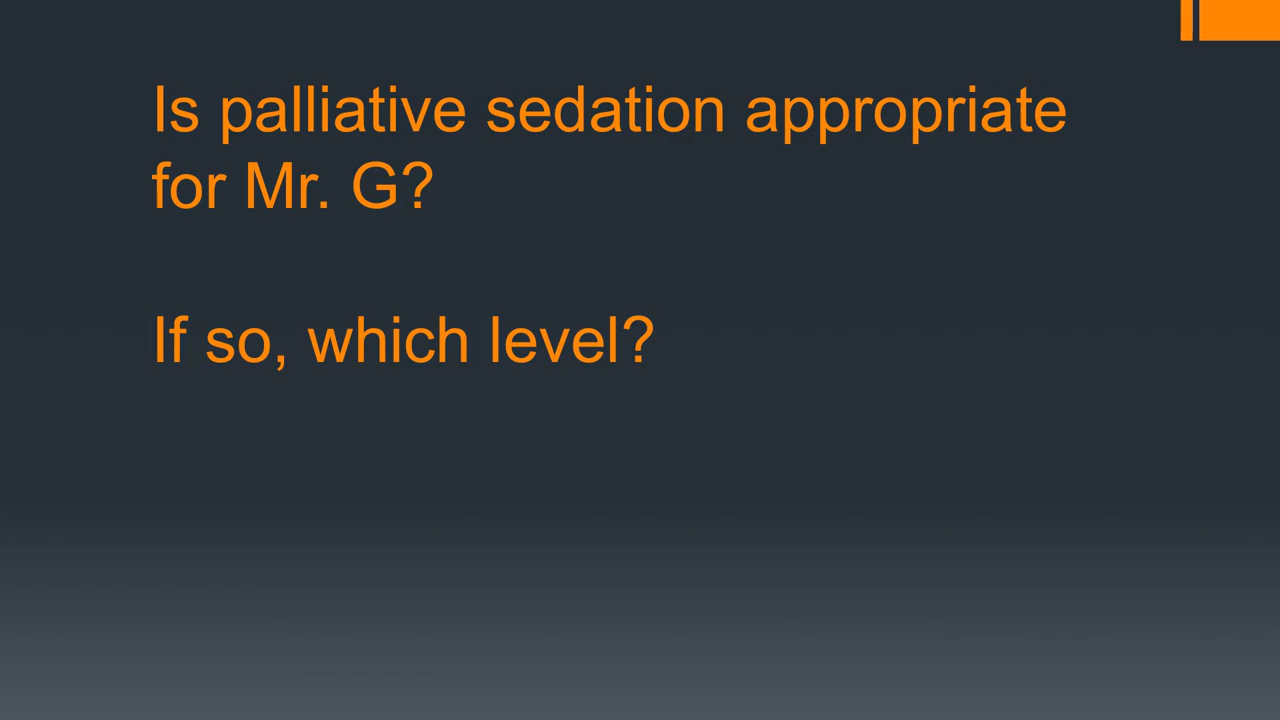 Is palliative sedation appropriate
for Mr. G?
If so, which level?